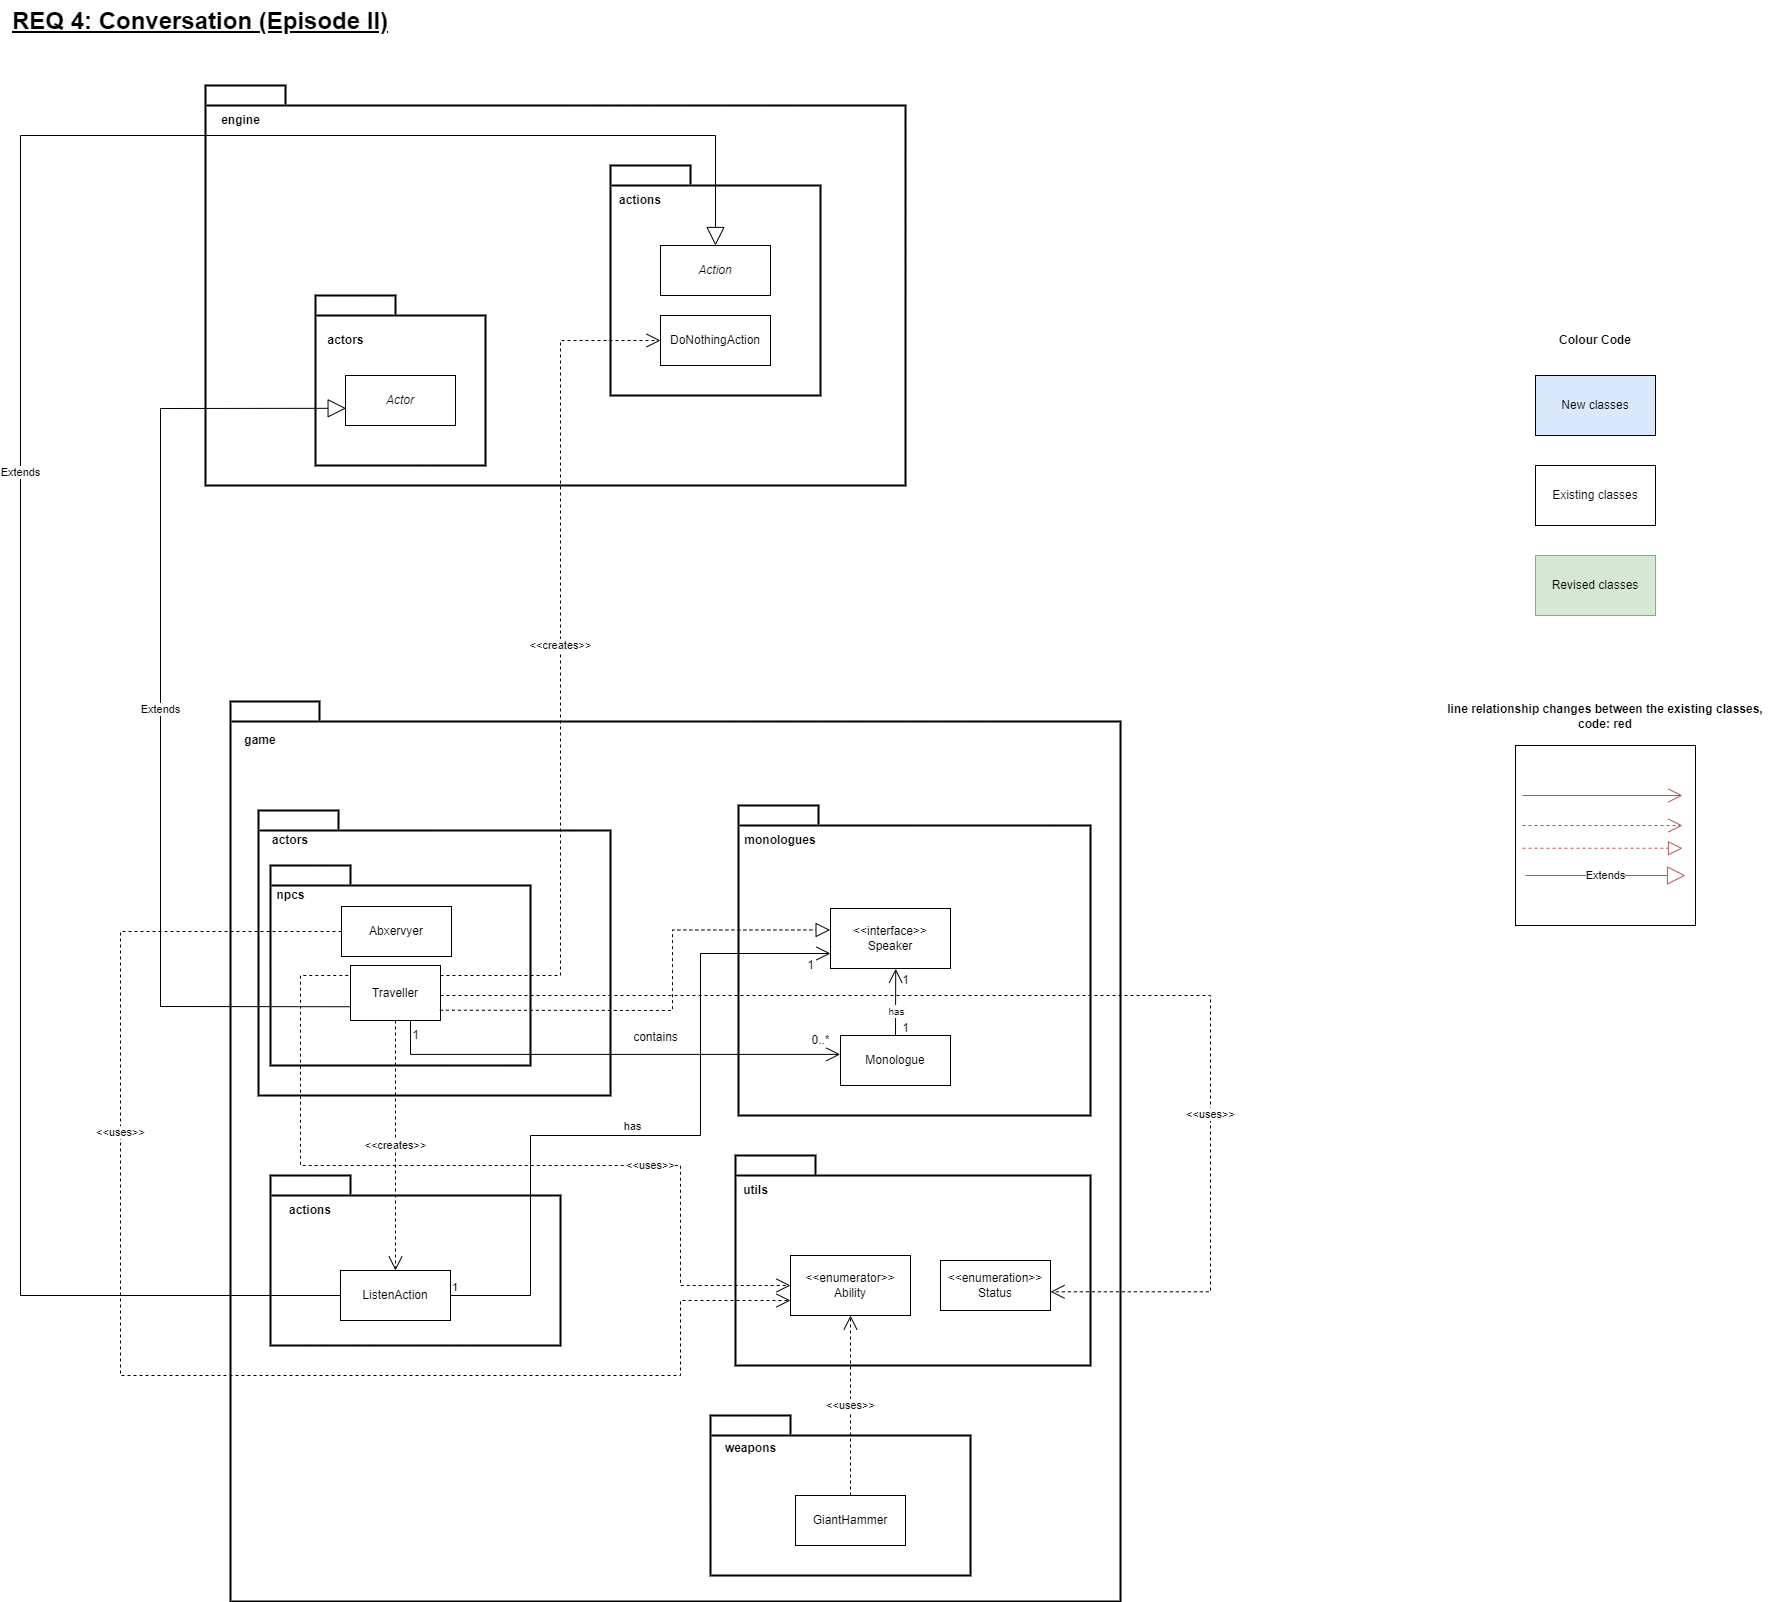 REQ 4: Conversation (Episode II)
engine
actions
Action
DoNothingAction
actors
Actor
Extends
Extends
<<creates>>
Colour Code
New classes
Existing classes
Revised classes
line relationship changes between the existing classes,
code: red
Extends
game
actors
npcs
Abxervyer
Traveller
1
contains
0..*
monologues
<<interface>>
Speaker
1
1
has
1
Monologue
<<uses>>
<<creates>>
has
<<uses>>
<<uses>>
actions
ListenAction
1
utils
<<enumerator>>
Ability
<<enumeration>>
Status
<<uses>>
weapons
GiantHammer